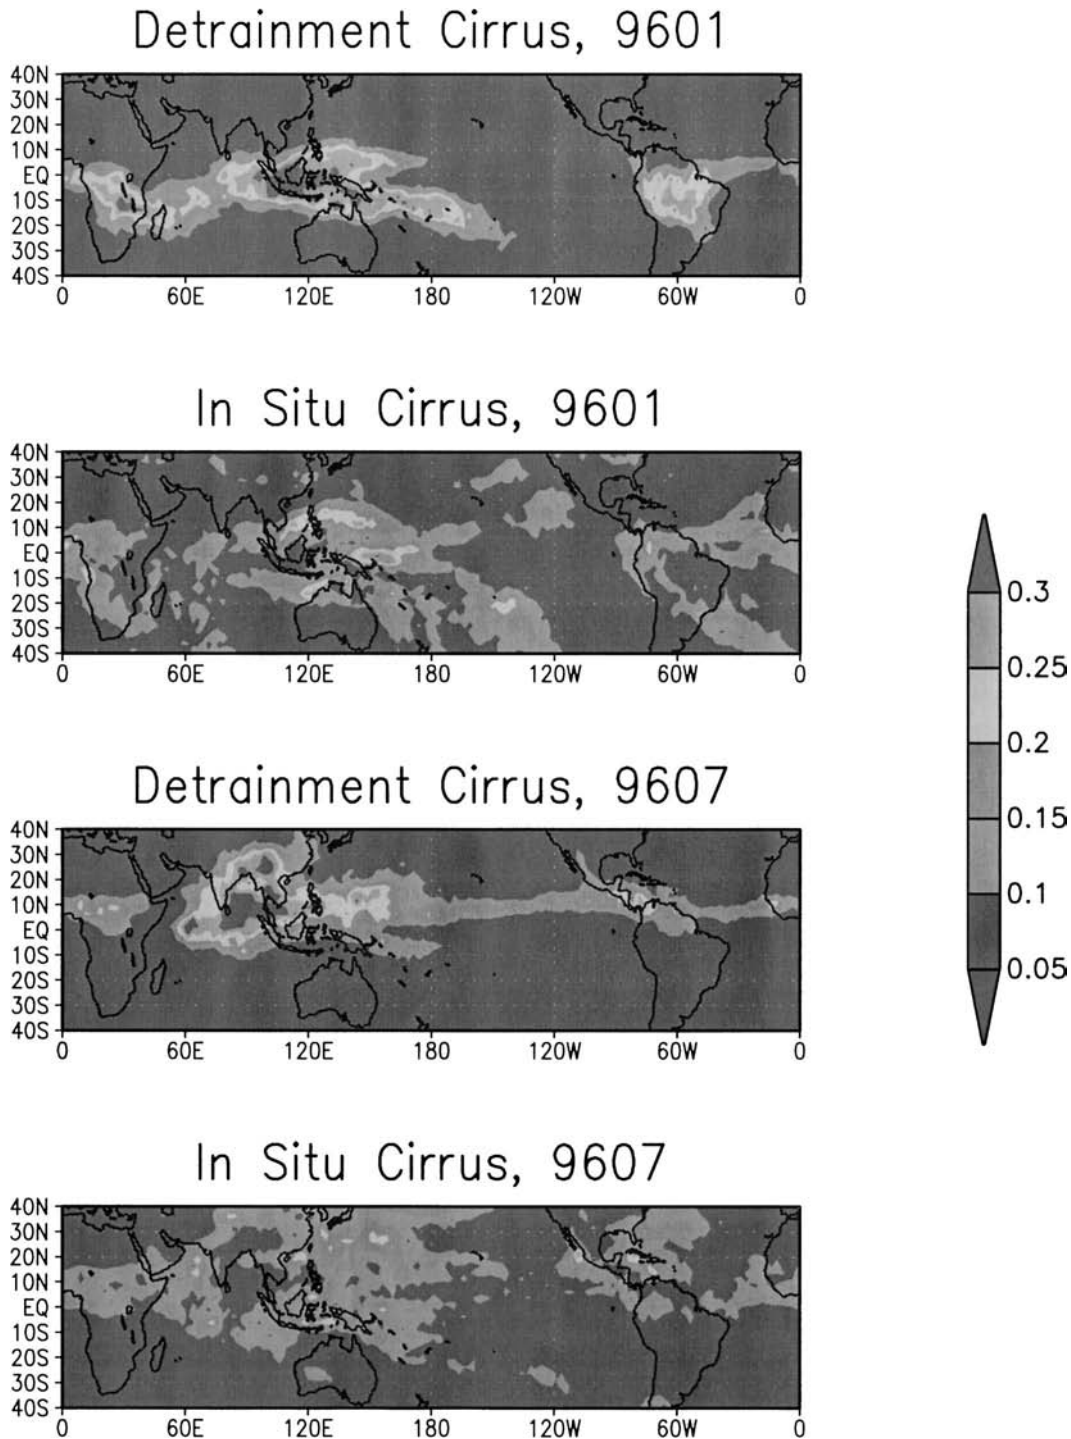 Detrainment Cirrus, 9601
40N
30N
20N
10N
EQ
10S
20S
30S
40S
0 60E 120E 180 120W 60W 0
In Situ Cirrus, 9601
40N
30N
20N
10N
EQ
10S
20S
30S
40S
0 60E 120E 180 120W 60W 0
0.3
0.25
0.2
0.15
0.1
0.05
Detrainment Cirrus, 9607
40N
30N
20N
10N
EQ
10S
20S
30S
40S
0 60E 120E 180 120W 60W 0
In Situ Cirrus, 9607
40N
30N
20N
10N
EQ
10S
20S
30S
40S
0 60E 120E 180 120W 60W 0